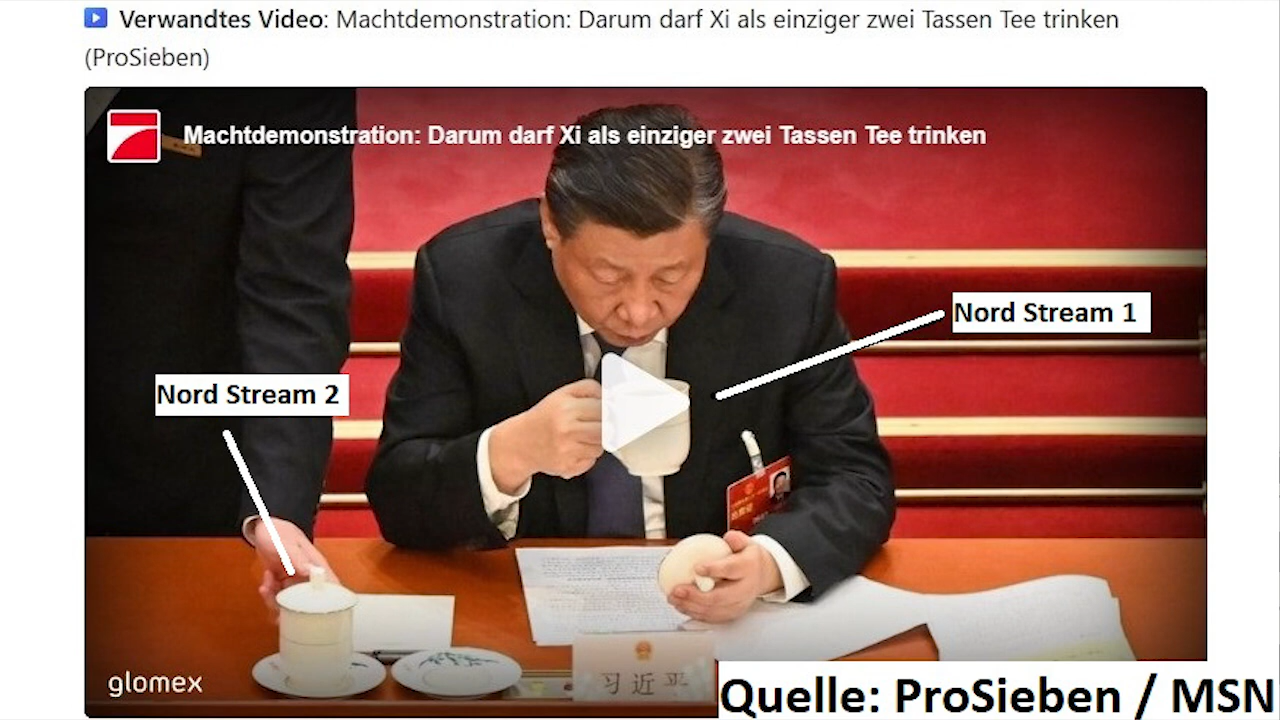 Verwandtes Video: Machtdemonstration: Darum darf Xi als einziger zwei Tassen Tee trinken
(ProSieben)
Machtdemonstration: Darum darf Xi als einziger zwei Tassen Tee trinken
Nord Stream 1
Nord Stream 2
习近平
glomex
Quelle: ProSieben / MSN